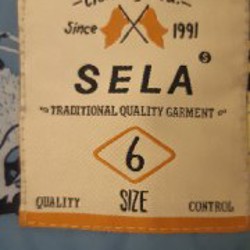 Since 1991
SELA S
TRADITIONAL QUALITY GARMENT
6
QUALITY SIZE CONTROL